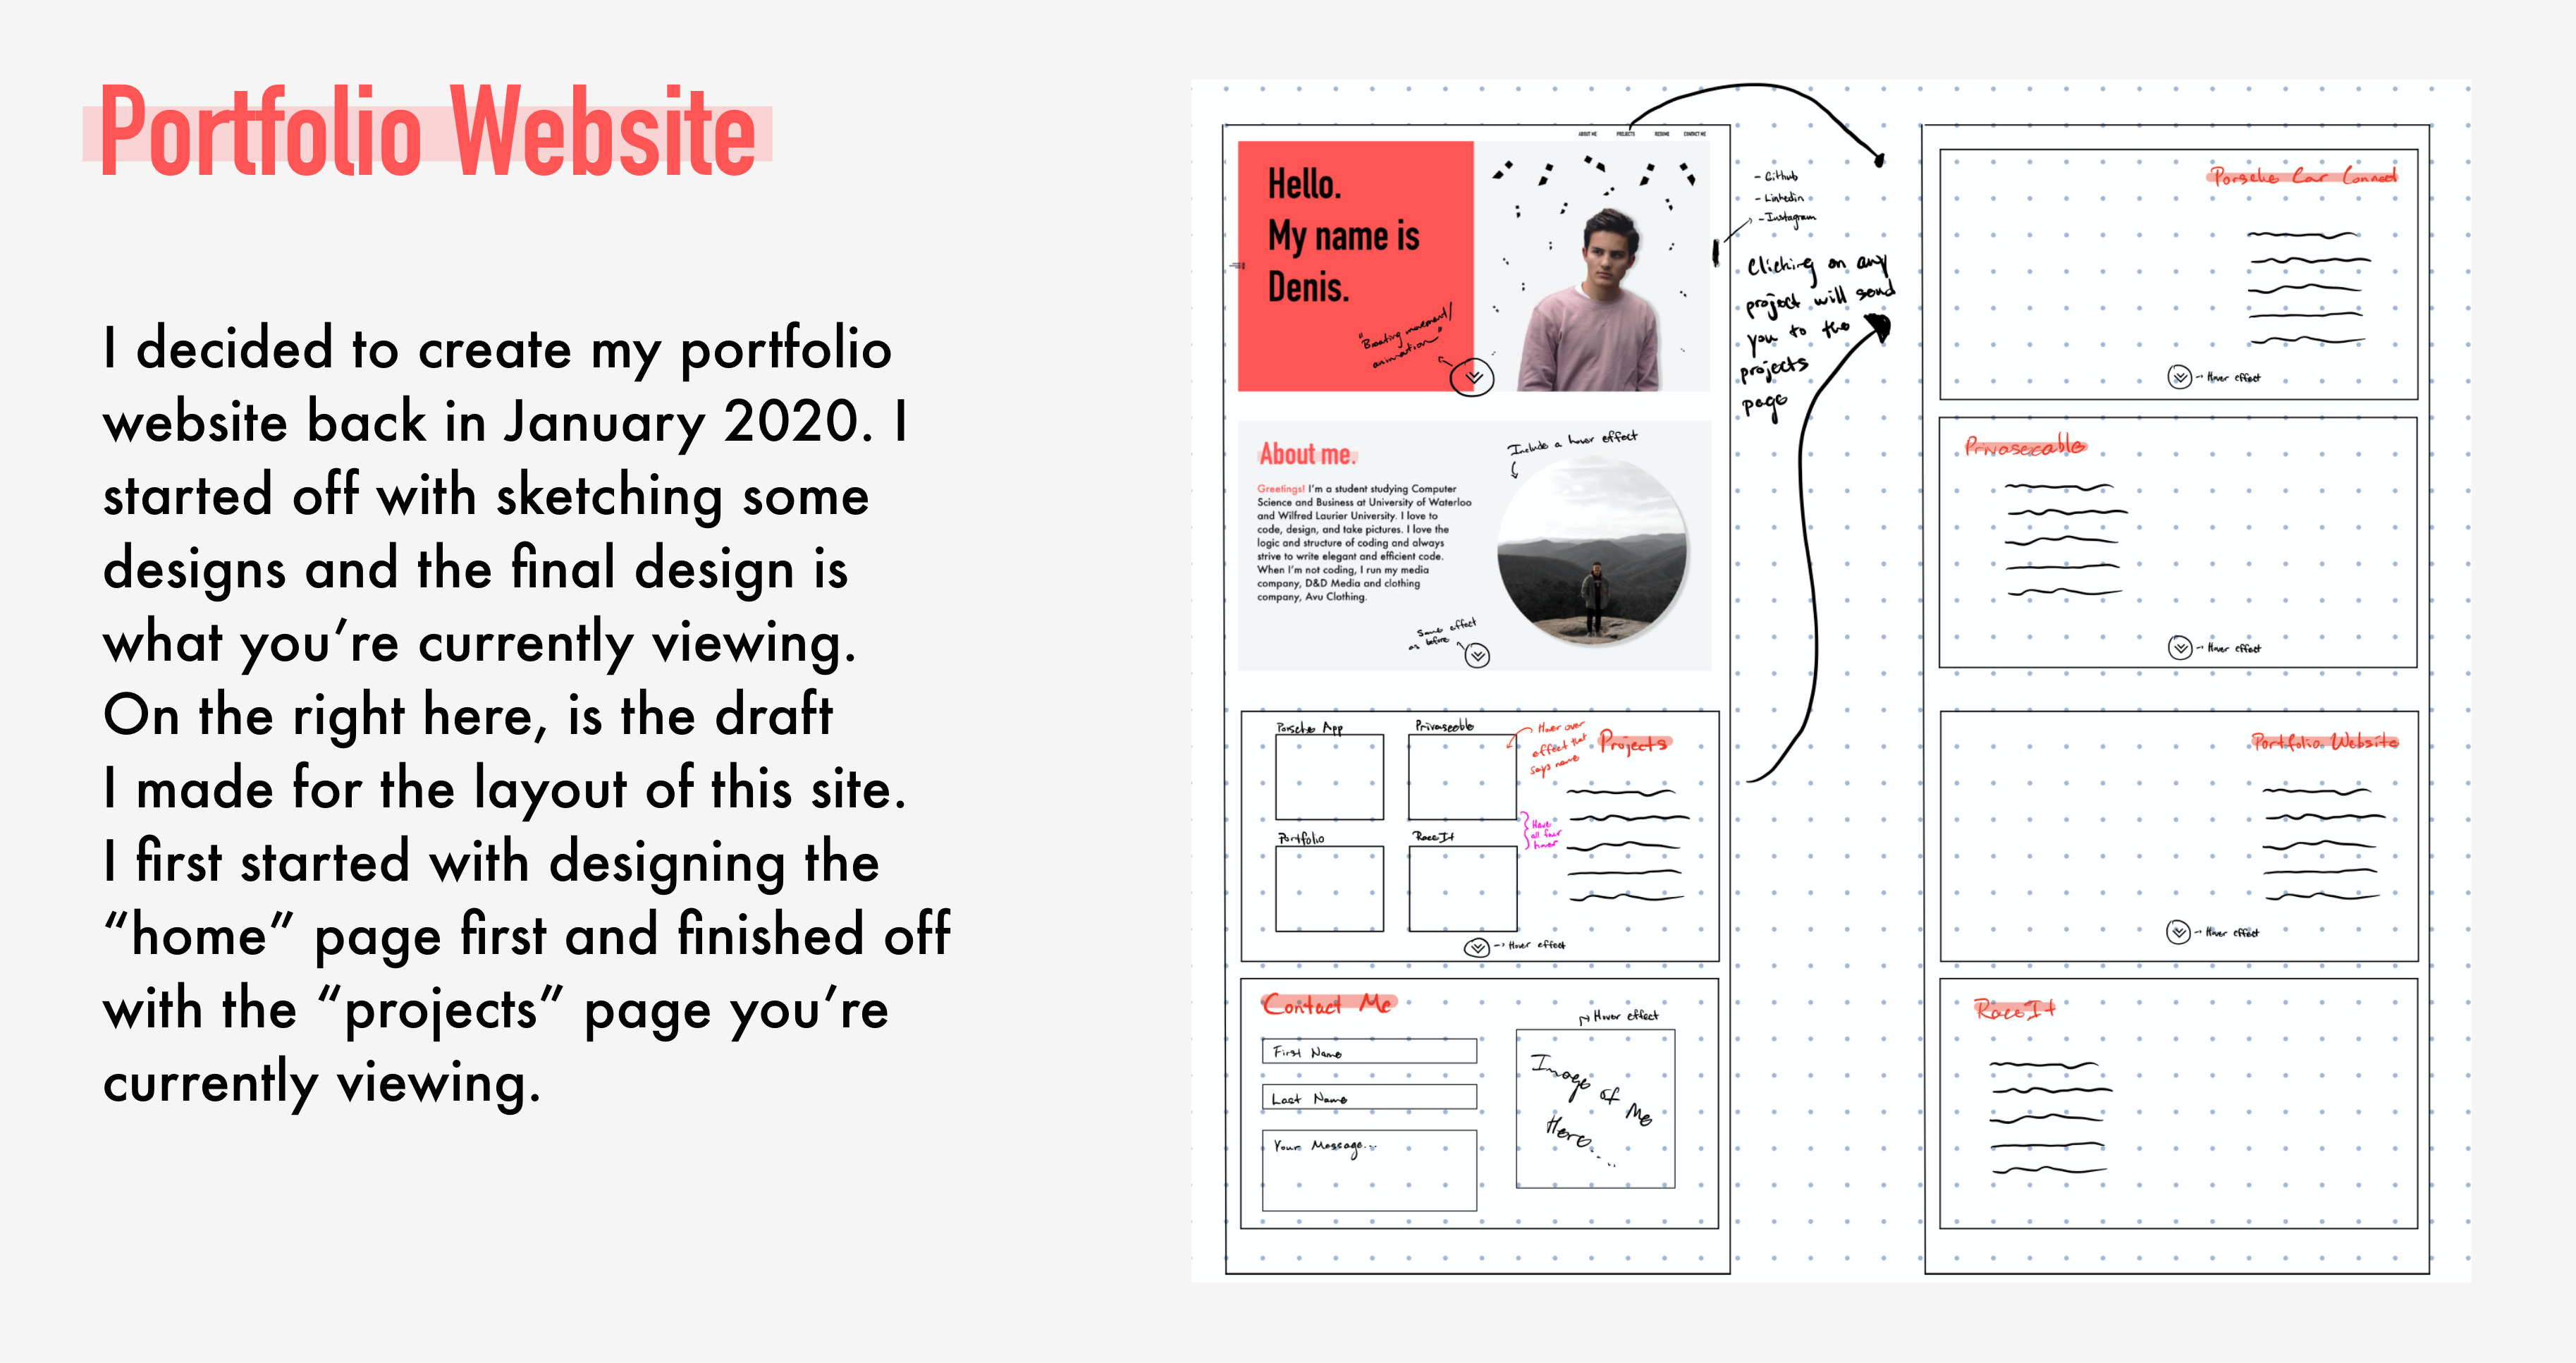 Portfolio Website
I decided to create my portfolio
website back in January 2020. I
started off with sketching some
designs and the final design is
what you’re currently viewing.
On the right here, is the draft
I made for the layout of this site.
I first started with designing the
“home” page first and finished off
with the “projects” page you’re
currently viewing.
ABOUT ME PROJECTS RESUME CONTACT ME
Hello.
My name is
Denis.
movement/
animation"
- Github
- Linkedin
- Instagram
Clicking on any
project will send
you to the
projects
page
About me.
Greetings! I’m a student studying Computer
Science and Business at University of Waterloo
and Wilfred Laurier University. I love to
code, design, and take pictures. I love the
logic and structure of coding and always
strive to write elegant and efficient code.
When I’m not coding, I run my media
company, D&D Media and clothing
company, Avu Clothing.
Include a hover effect
Same effect
as before
Porsche App
Privaseeble
Portfolio
RaceIt
Hover over
effect that
says name
Projects
Have
all four
hover
Hover effect
Contact Me
First Name
Last Name
Your Message...
Hover effect
Image of Me
Here....
Porsche Car Connect
Hover effect
Privaseeable
Hover effect
Portfolio Website
Hover effect
RaceIt